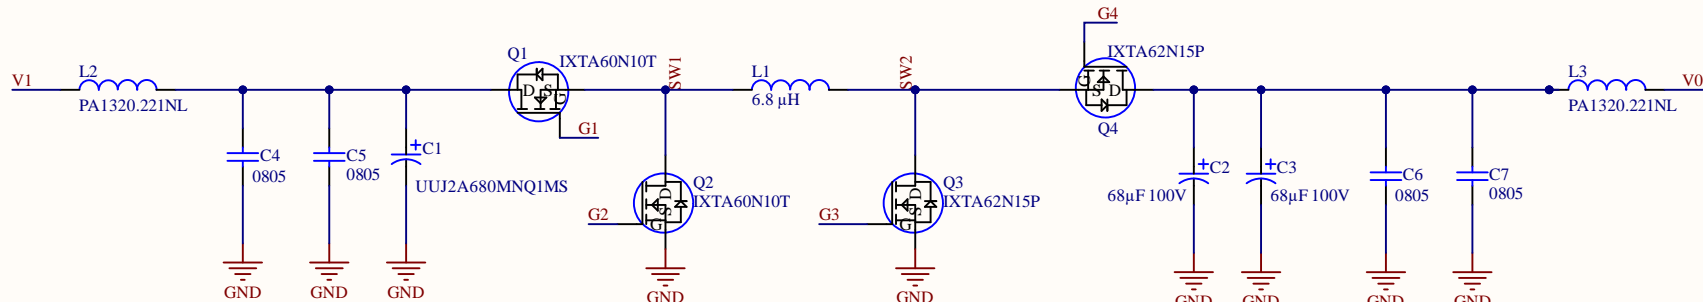 V1
L2
PA1320.221NL
C4
0805
C5
0805
+
C1
UUJ2A680MNQ1MS
GND
GND
GND
Q1
IXTA60N10T
D
S
G
G1
SW1
Q2
IXTA60N10T
D
S
G
G2
GND
L1
6.8 µH
SW2
Q3
IXTA62N15P
D
S
G
G3
GND
G4
IXTA62N15P
G
S
D
Q4
+
C2
68µF 100V
+
C3
68µF 100V
C6
0805
C7
0805
GND
GND
GND
GND
L3
PA1320.221NL
V0